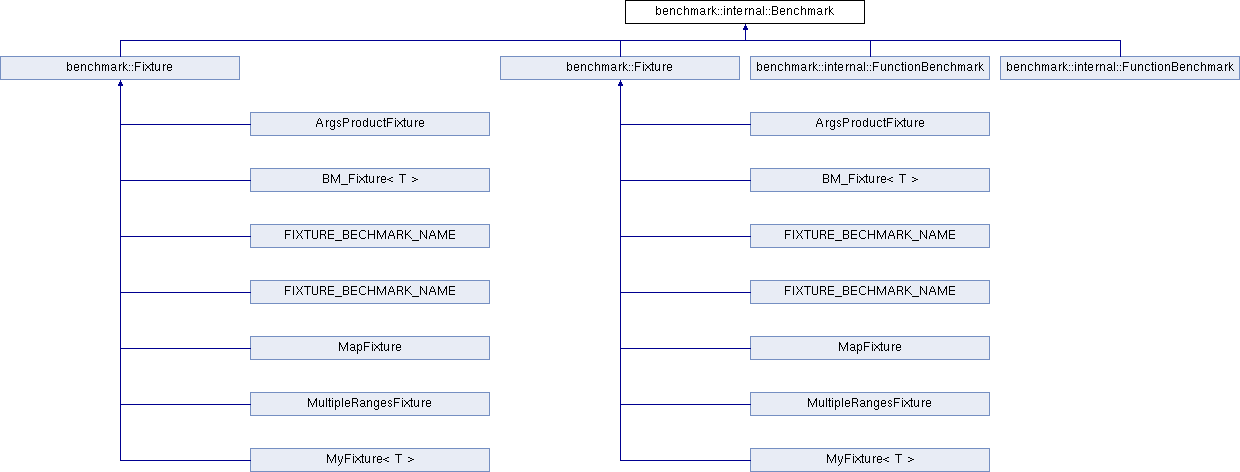 benchmark::internal::Benchmark
benchmark::Fixture
benchmark::Fixture
benchmark::internal::FunctionBenchmark
benchmark::internal::FunctionBenchmark
ArgsProductFixture
ArgsProductFixture
BM_Fixture< T >
BM_Fixture< T >
FIXTURE_BECHMARK_NAME
FIXTURE_BECHMARK_NAME
FIXTURE_BECHMARK_NAME
FIXTURE_BECHMARK_NAME
MapFixture
MapFixture
MultipleRangesFixture
MultipleRangesFixture
MyFixture< T >
MyFixture< T >